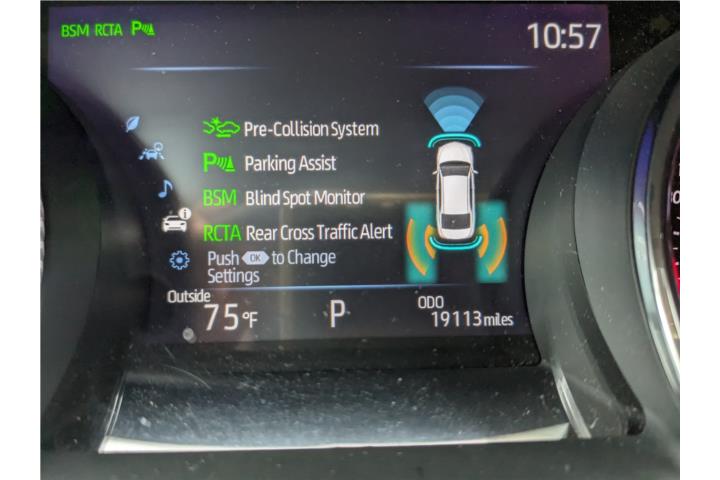 BSM RCTA P
10:57
Pre-Collision System
P Parking Assist
BSM Blind Spot Monitor
RCTA Rear Cross Traffic Alert
Push OK to Change
Settings
Outside
75°F
P
ODO
19113 miles